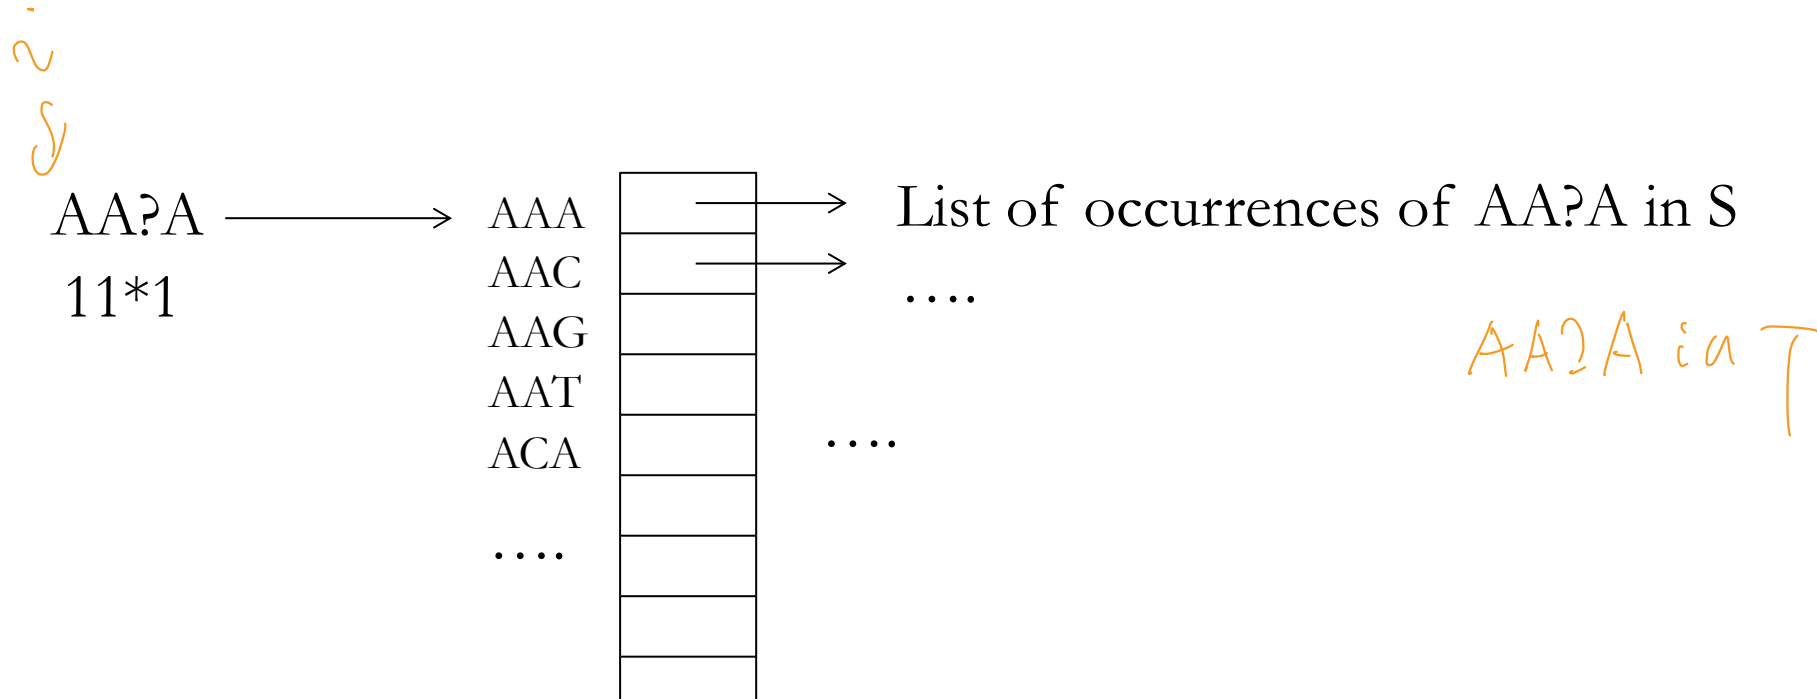 AA?A
11*1
AAA
AAC
AAG
AAT
ACA
....
List of occurrences of AA?A in S
....
....
AA?A in T